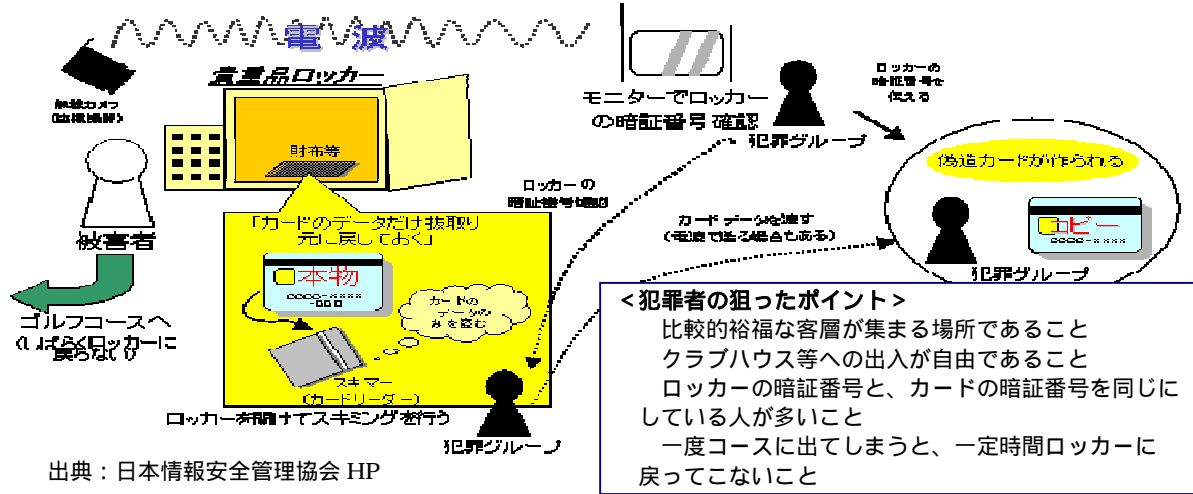 電波
貴重品ロッカー
無線カメラ
財布等
被害者
ゴルフコースへ
(しばらくロッカーに
戻らない)
「カードのデータだけ抜取り
元に戻しておく」
本物
カードの
データの
みを盗む
スキマー
(カードリーダー)
ロッカーを開けてスキミングを行う
モニターでロッカー
の暗証番号確認
犯罪グループ
ロッカーの
暗証番号を
伝える
ロッカーの
暗証番号確認
カードデータを渡す
(電波で送る場合もある)
偽造カードが作られる
コピー
犯罪グループ
犯罪グループ
<犯罪者の狙ったポイント>
比較的裕福な客層が集まる場所であること
クラブハウス等への出入が自由であること
ロッカーの暗証番号と、カードの暗証番号を同じに
している人が多いこと
一度コースに出てしまうと、一定時間ロッカーに
戻ってこないこと
出典：日本情報安全管理協会 HP